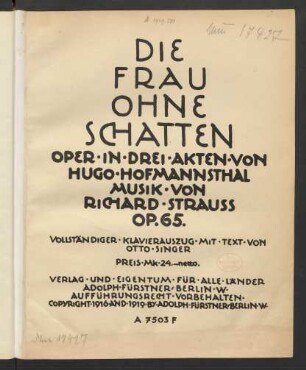 DIE
FRAU
OHNE
SCHATTEN
OPER·IN·DREI·AKTEN·VON
HUGO·HOFMANNSTHAL
MUSIK·VON
RICHARD·STRAUSS
OP. 65.
VOLLSTÄNDIGER·KLAVIERAUSZUG·MIT·TEXT·VON
OTTO·SINGER
PREIS·Mk·24.—netto.
VERLAG·UND·EIGENTUM·FÜR·ALLE·LÄNDER
ADOLPH·FÜRSTNER·BERLIN·W.
AUFFÜHRUNGSRECHT·VORBEHALTEN.
COPYRIGHT·1916·AND·1919·BY·ADOLPH·FÜRSTNER·BERLIN·W.
A 7503 F